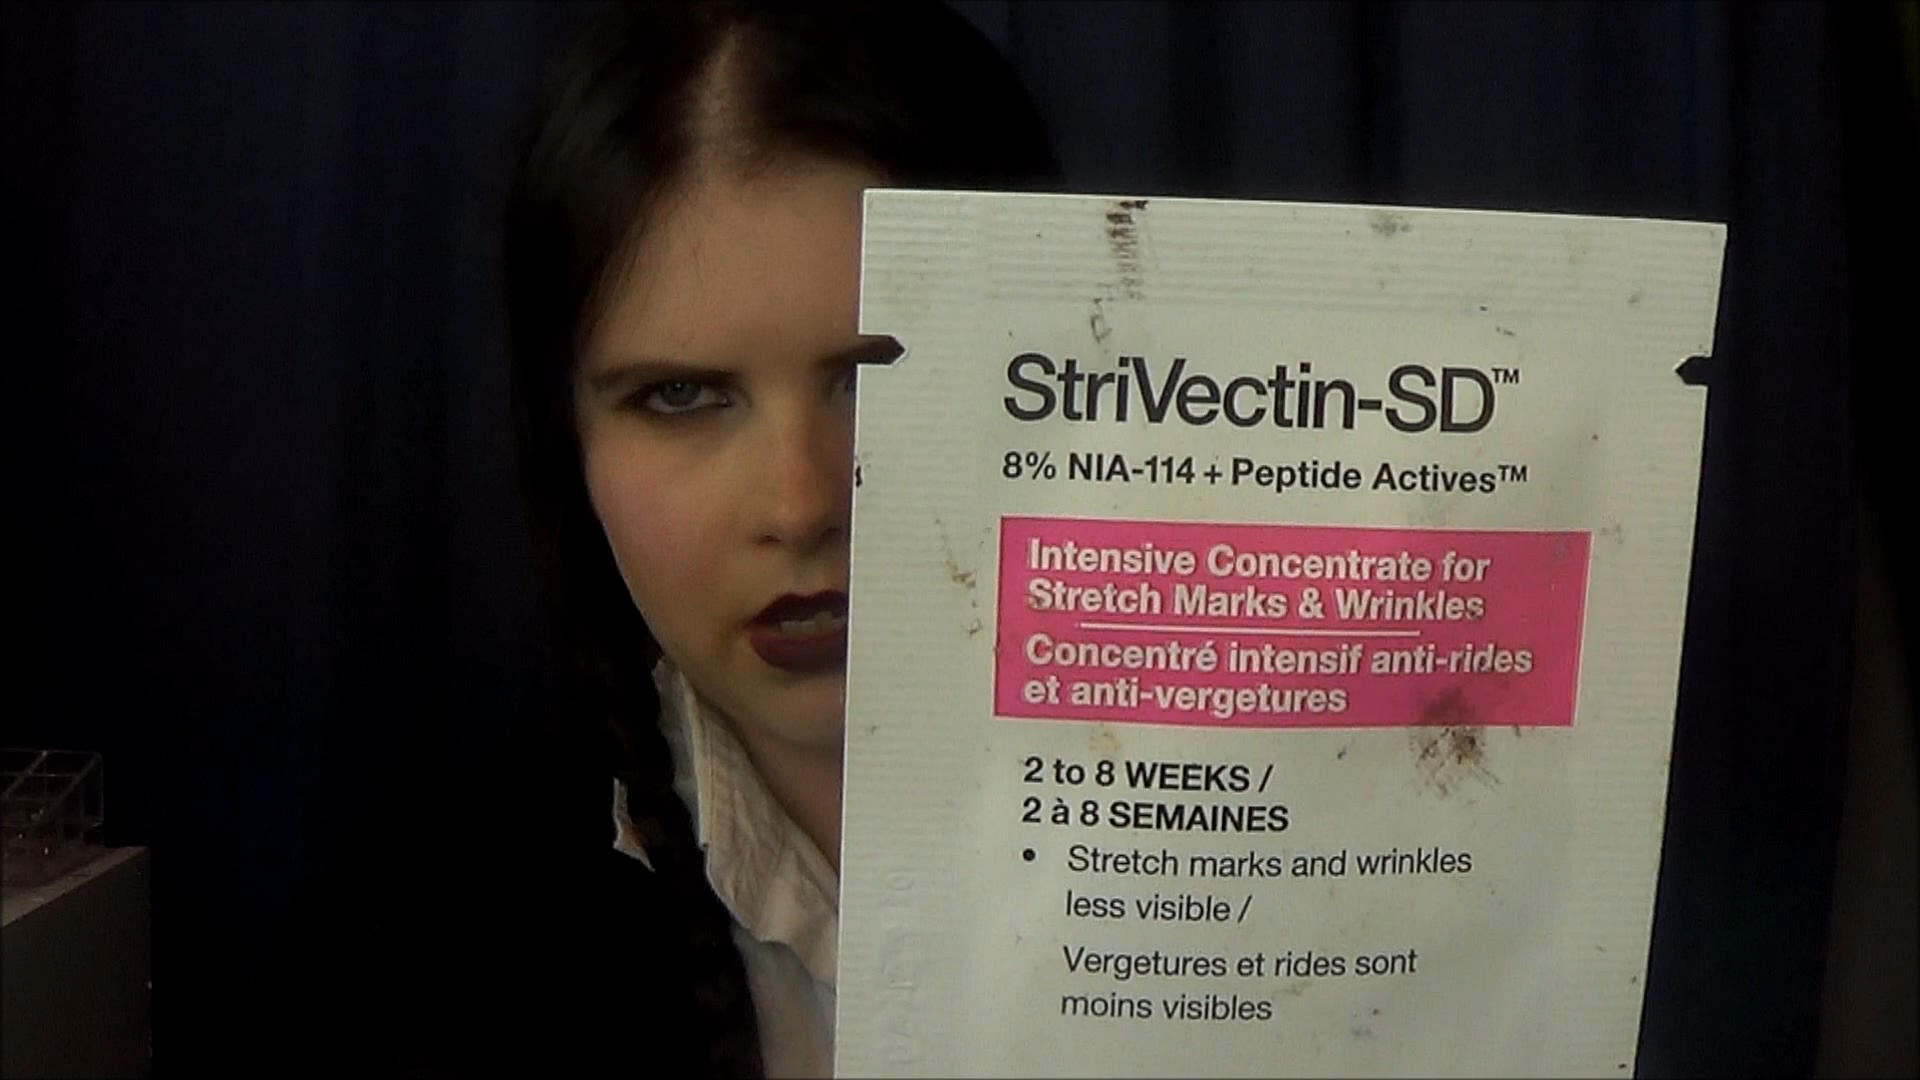 StriVectin-SD™
8% NIA-114 + Peptide Actives™
Intensive Concentrate for
Stretch Marks & Wrinkles
Concentré intensif anti-rides
et anti-vergetures
2 to 8 WEEKS /
2 à 8 SEMAINES
• Stretch marks and wrinkles
less visible /
Vergetures et rides sont
moins visibles